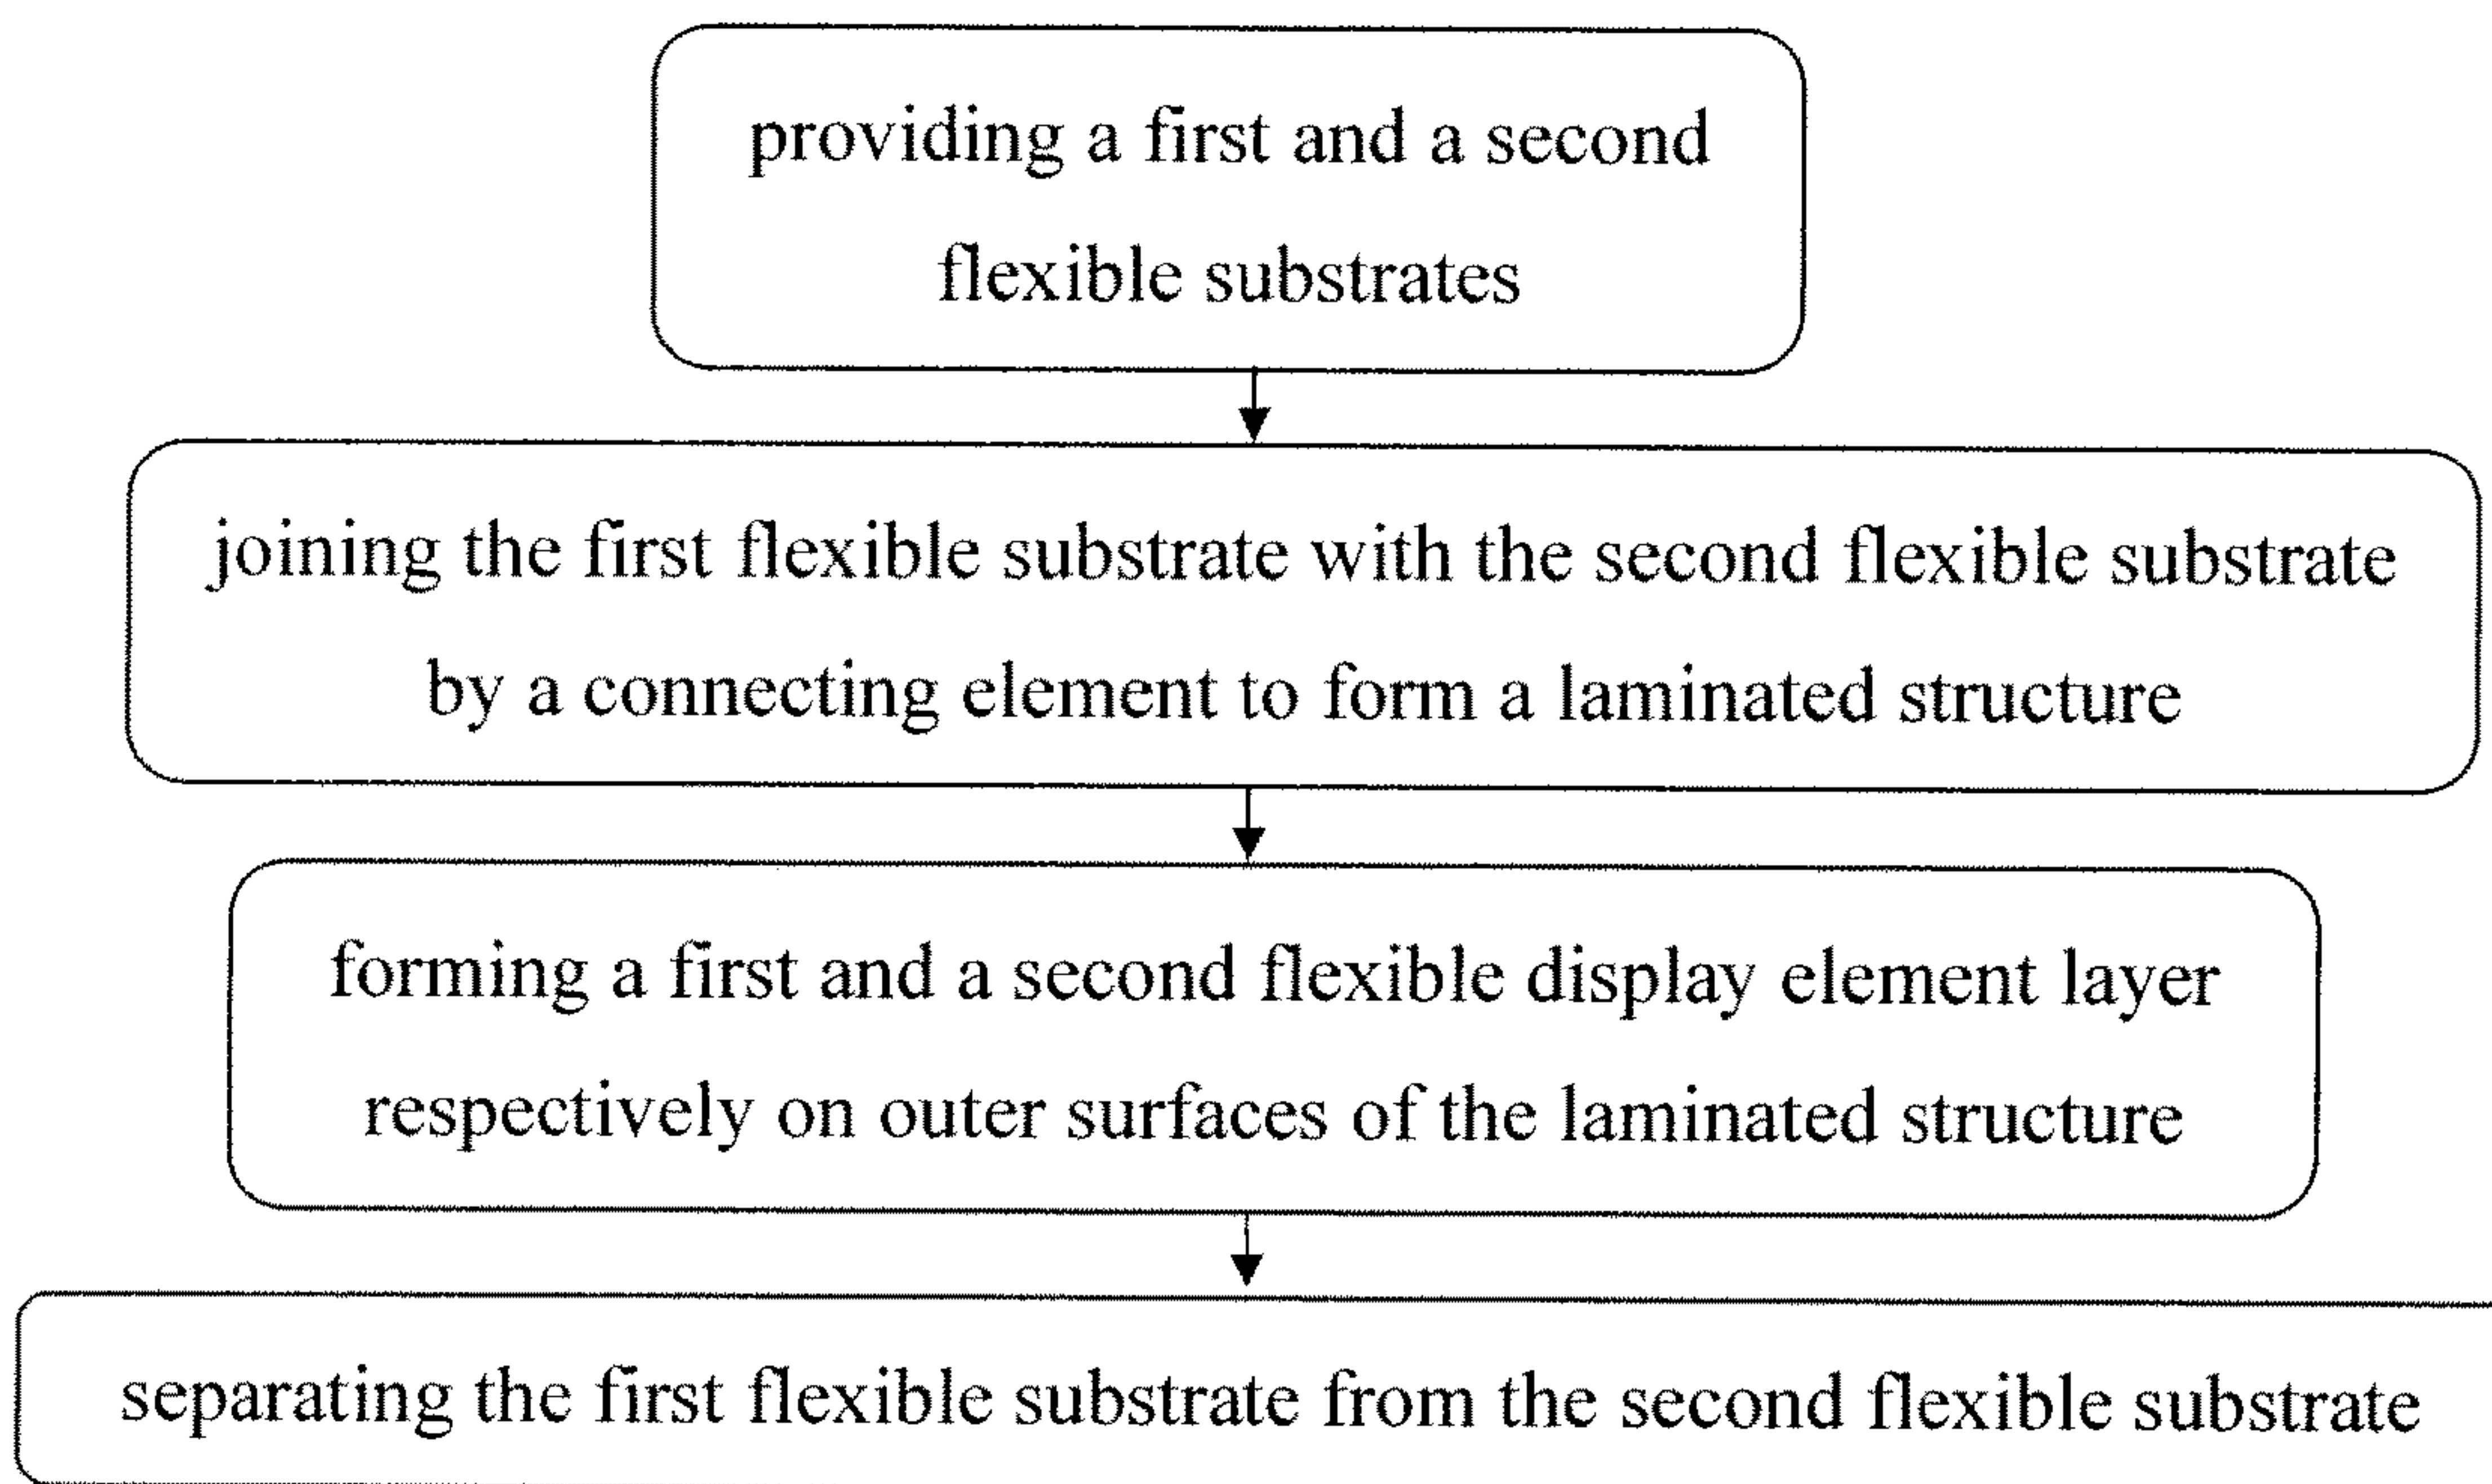 providing a first and a second
flexible substrates
joining the first flexible substrate with the second flexible substrate
by a connecting element to form a laminated structure
forming a first and a second flexible display element layer
respectively on outer surfaces of the laminated structure
separating the first flexible substrate from the second flexible substrate